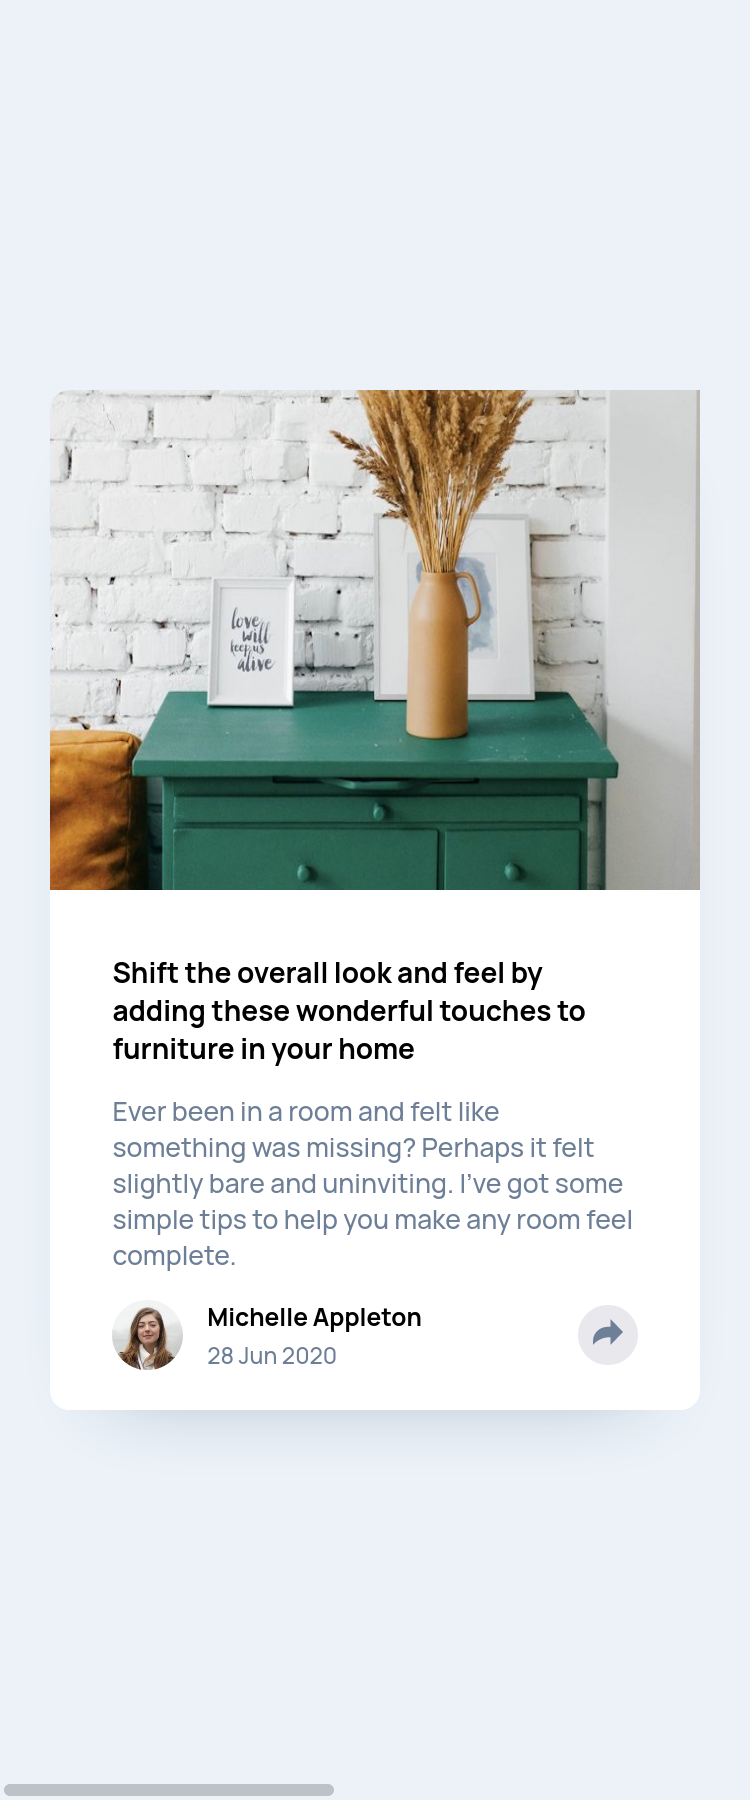 love
will
keep us
alive
Shift the overall look and feel by
adding these wonderful touches to
furniture in your home
Ever been in a room and felt like
something was missing? Perhaps it felt
slightly bare and uninviting. I’ve got some
simple tips to help you make any room feel
complete.
Michelle Appleton
28 Jun 2020